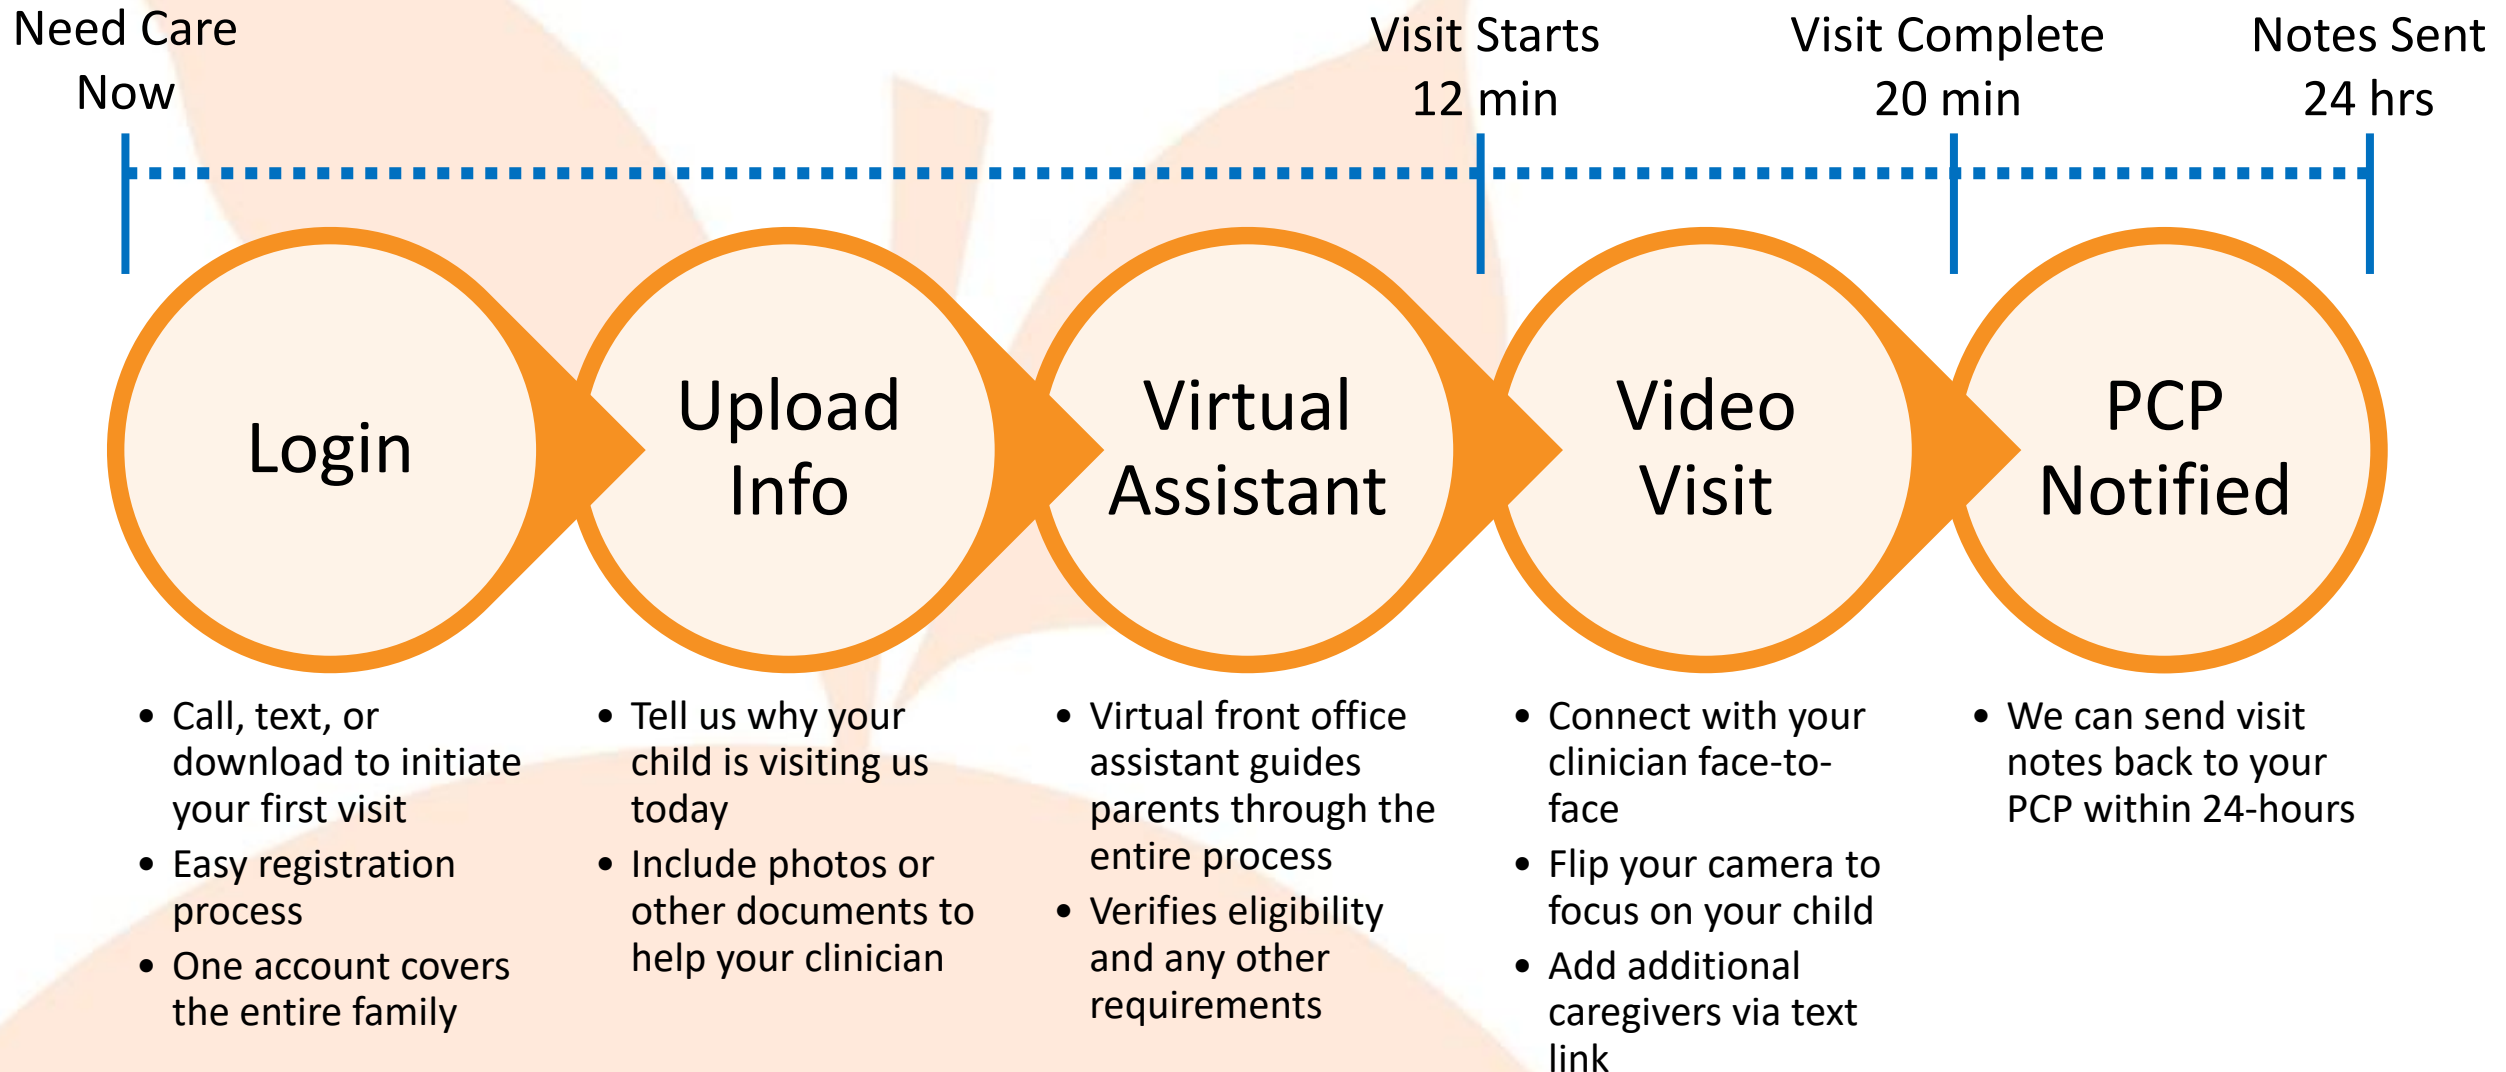 Need Care
Now
Visit Starts
12 min
Visit Complete
20 min
Notes Sent
24 hrs
Login
Upload
Info
Virtual
Assistant
Video
Visit
PCP
Notified
• Call, text, or
download to initiate
your first visit
• Easy registration
process
• One account covers
the entire family
• Tell us why your
child is visiting us
today
• Include photos or
other documents to
help your clinician
• Virtual front office
assistant guides
parents through the
entire process
• Verifies eligibility
and any other
requirements
• Connect with your
clinician face-to-
face
• Flip your camera to
focus on your child
• Add additional
caregivers via text
link
• We can send visit
notes back to your
PCP within 24-hours